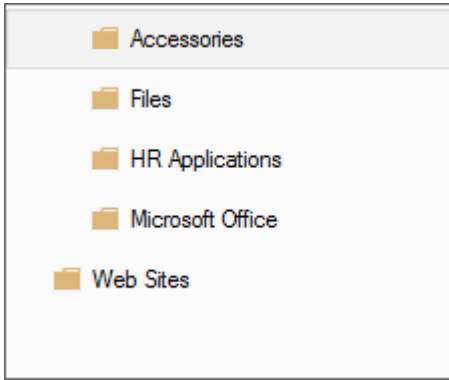 Accessories
Files
HR Applications
Microsoft Office
Web Sites